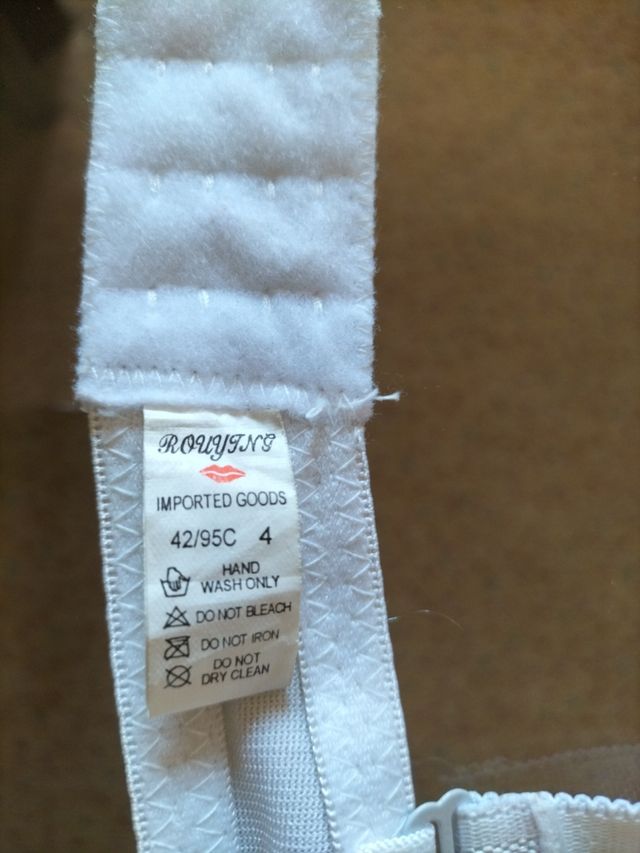 ROUYING
IMPORTED GOODS
42/95C 4
HAND
WASH ONLY
DO NOT BLEACH
DO NOT IRON
DO NOT
DRY CLEAN